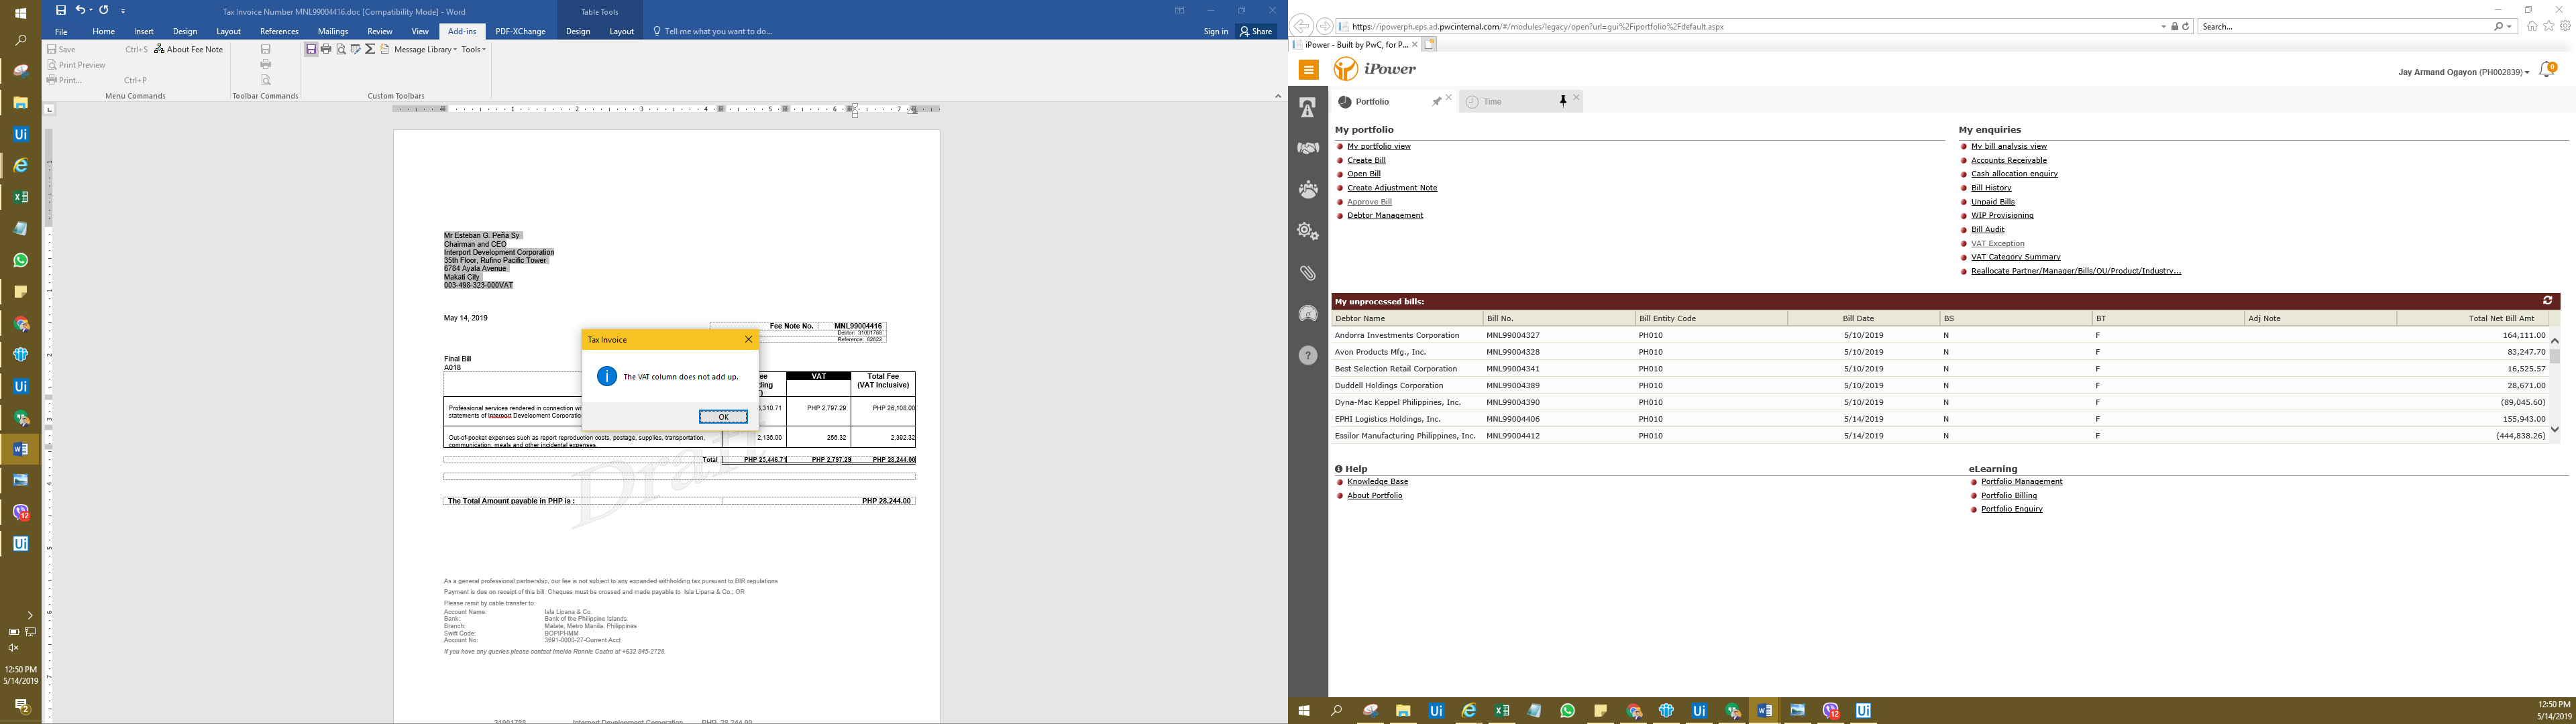 Tax Invoice Number MNL99004416.doc [Compatibility Mode] - Word
Table Tools
File Home Insert Design Layout References Mailings Review View Add-ins PDF-XChange Design Layout Tell me what you want to do... Sign in Share
Save Ctrl+S About Fee Note
Message Library Tools
Print Preview
Print... Ctrl+P
Menu Commands Toolbar Commands Custom Toolbars
Mr Esteban G. Peña Sy
Chairman and CEO
Interport Development Corporation
35th Floor, Rufino Pacific Tower
6784 Ayala Avenue
Makati City
003-498-323-000VAT
May 14, 2019
Fee Note No. MNL99004416
Debtor: 31001788
Reference: 82622
Final Bill
A018
VAT Total Fee
(VAT Inclusive)
Tax Invoice
The VAT column does not add up.
OK
Professional services rendered in connection wi
,310.71 PHP 2,797.29 PHP 26,108.00
statements of Interport Development Corporatio
Out-of-pocket expenses such as report reproduction costs, postage, supplies, transportation, 2,136.00 256.32 2,392.32
communication, meals and other incidental expenses.
Total PHP 25,446.71 PHP 2,797.29 PHP 28,244.00
Draft
The Total Amount payable in PHP is : PHP 28,244.00
As a general professional partnership, our fee is not subject to any expanded withholding tax pursuant to BIR regulations
Payment is due on receipt of this bill. Cheques must be crossed and made payable to Isla Lipana & Co., OR
Please remit by cable transfer to:
Account Name: Isla Lipana & Co.
Bank: Bank of the Philippine Islands
Branch: Malate, Metro Manila, Philippines
Swift Code: BOPIPHMM
Account No: 3691-0000-27-Current Acct
If you have any queries please contact Imelda Ronnie Castro at +632 845-2728.
31001788 Interport Development Corporation PHP 28,244.00
12:50 PM
5/14/2019
https://ipowerph.eps.ad.pwcinternal.com/#/modules/legacy/open?url=gui%2Fiportfolio%2Fdefault.aspx
Search...
iPower - Built by PwC, for P...
iPower
Jay Armand Ogayon (PH002839)
0
Portfolio Time
My portfolio
My portfolio view
Create Bill
Open Bill
Create Adjustment Note
Approve Bill
Debtor Management
My enquiries
My bill analysis view
Accounts Receivable
Cash allocation enquiry
Bill History
Unpaid Bills
WIP Provisioning
Bill Audit
VAT Exception
VAT Category Summary
Reallocate Partner/Manager/Bills/OU/Product/Industry...
My unprocessed bills:
Debtor Name Bill No. Bill Entity Code Bill Date BS BT Adj Note Total Net Bill Amt
Andorra Investments Corporation MNL99004327 PH010 5/10/2019 N F 164,111.00
Avon Products Mfg., Inc. MNL99004328 PH010 5/10/2019 N F 83,247.70
Best Selection Retail Corporation MNL99004341 PH010 5/10/2019 N F 16,525.57
Duddell Holdings Corporation MNL99004389 PH010 5/10/2019 N F 28,671.00
Dyna-Mac Keppel Philippines, Inc. MNL99004390 PH010 5/10/2019 N F (89,045.60)
EPHI Logistics Holdings, Inc. MNL99004406 PH010 5/14/2019 N F 155,943.00
Essilor Manufacturing Philippines, Inc. MNL99004412 PH010 5/14/2019 N F (444,838.26)
Help
Knowledge Base
About Portfolio
eLearning
Portfolio Management
Portfolio Billing
Portfolio Enquiry
12:50 PM
5/14/2019